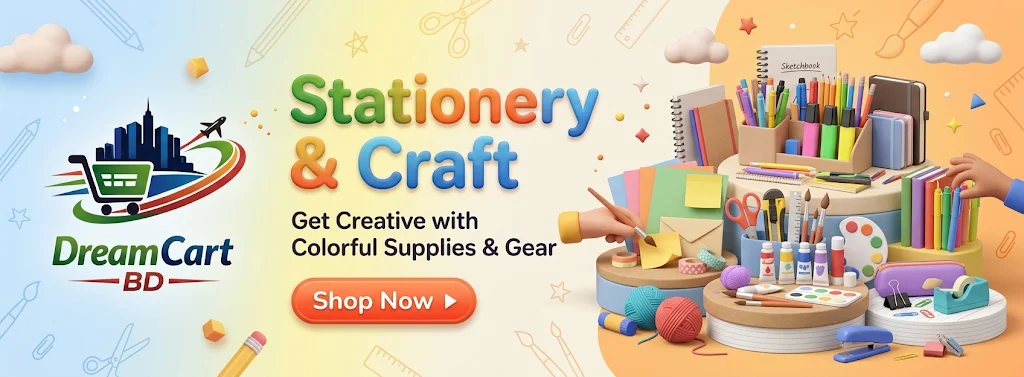 DreamCart
BD
Stationery
& Craft
Get Creative with
Colorful Supplies & Gear
Shop Now
Sketchbook